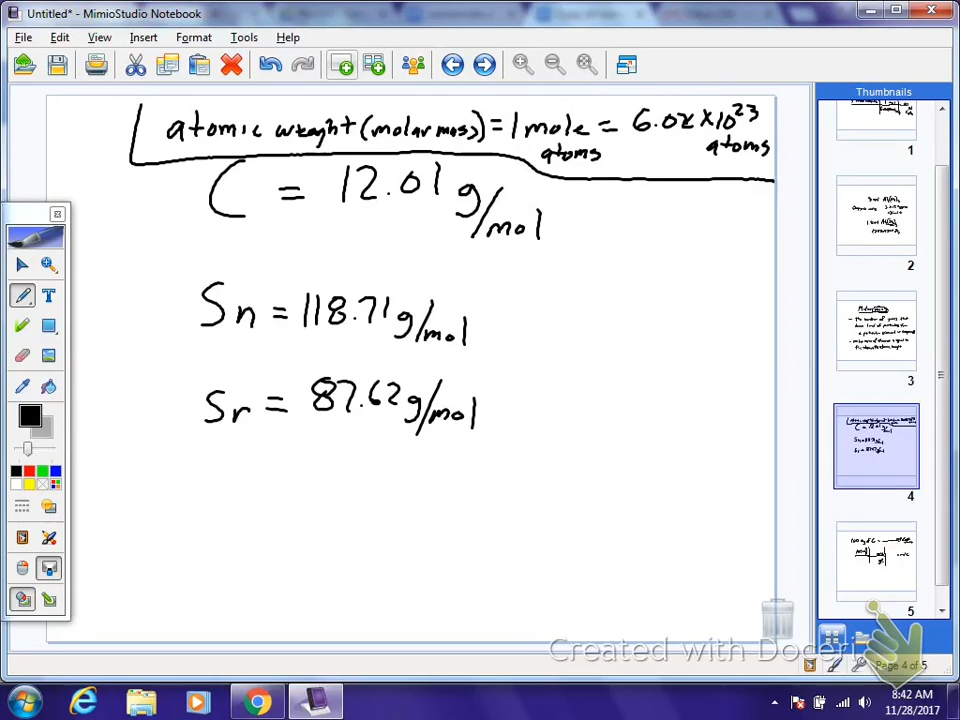 Untitled* - MimioStudio Notebook
File Edit View Insert Format Tools Help
Thumbnails
atomic weight (molar mass) = 1 mole = 6.02 x 10^23
atoms atoms
C = 12.01 g/mol
Sn = 118.71 g/mol
Sr = 87.62 g/mol
1
2
3
4
5
Created with Doceri
Page 4 of 5
8:42 AM
11/28/2017